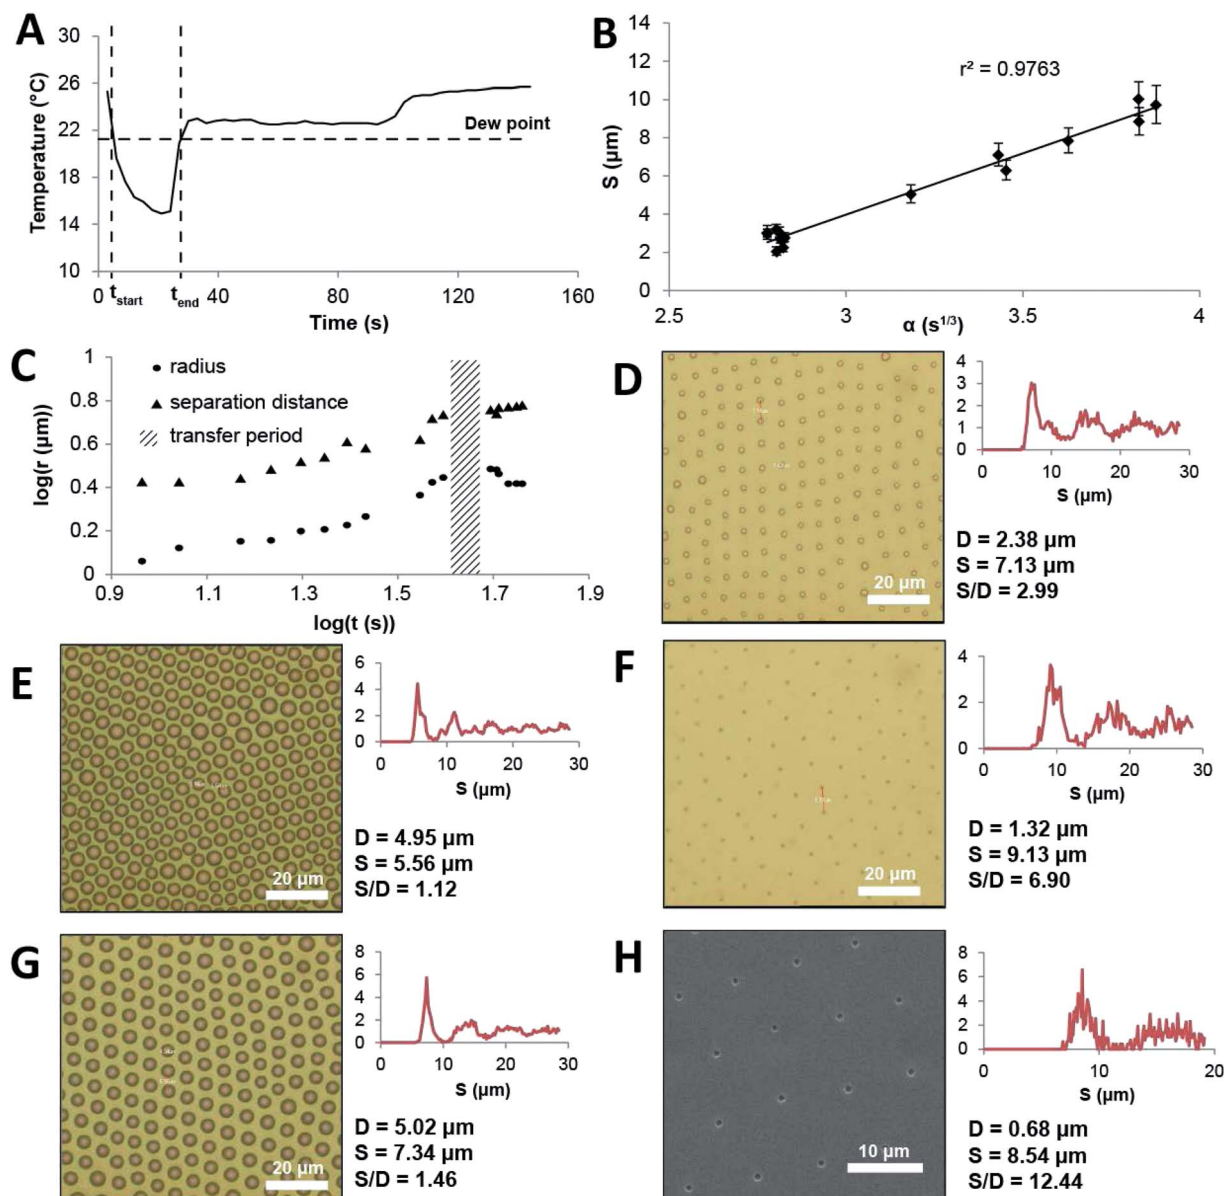 A
30
26
22
18
14
10
Temperature (°C)
Dew point
0
t_start
t_end
40
80
120
160
Time (s)
B
14
12
10
8
6
4
2
0
S (µm)
r² = 0.9763
2.5
3
3.5
4
α (s^1/3)
C
1
0.8
0.6
0.4
0.2
0
log(r (µm))
radius
separation distance
transfer period
0.9
1.1
1.3
1.5
1.7
1.9
log(t (s))
D
20 µm
4
3
2
1
0
0
10
20
30
S (µm)
D = 2.38 µm
S = 7.13 µm
S/D = 2.99
E
20 µm
6
4
2
0
0
10
20
30
S (µm)
D = 4.95 µm
S = 5.56 µm
S/D = 1.12
F
20 µm
4
2
0
0
10
20
30
S (µm)
D = 1.32 µm
S = 9.13 µm
S/D = 6.90
G
20 µm
8
6
4
2
0
0
10
20
30
S (µm)
D = 5.02 µm
S = 7.34 µm
S/D = 1.46
H
10 µm
8
6
4
2
0
0
10
20
S (µm)
D = 0.68 µm
S = 8.54 µm
S/D = 12.44